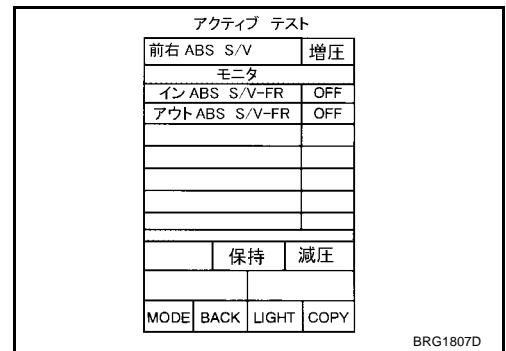 アクティブ テスト
前右 ABS S/V 増圧
モニタ
イン ABS S/V-FR OFF
アウト ABS S/V-FR OFF
保持 減圧
MODE BACK LIGHT COPY
BRG1807D